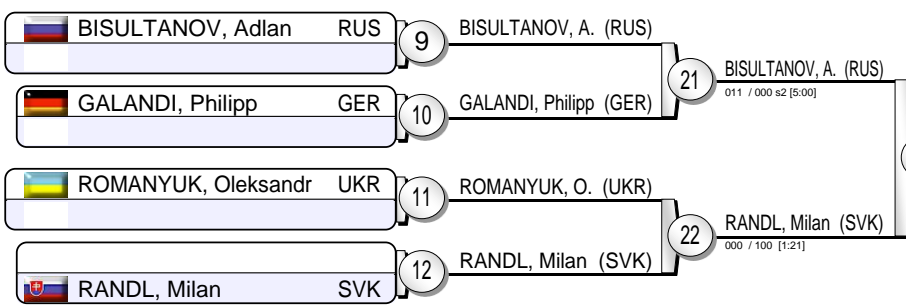 BISULTANOV, Adlan RUS
9
BISULTANOV, A. (RUS)
GALANDI, Philipp GER
10
GALANDI, Philipp (GER)
21
BISULTANOV, A. (RUS)
011 / 000 s2 [5:00]
ROMANYUK, Oleksandr UKR
11
ROMANYUK, O. (UKR)
RANDL, Milan SVK
12
RANDL, Milan (SVK)
22
RANDL, Milan (SVK)
000 / 100 [1:21]